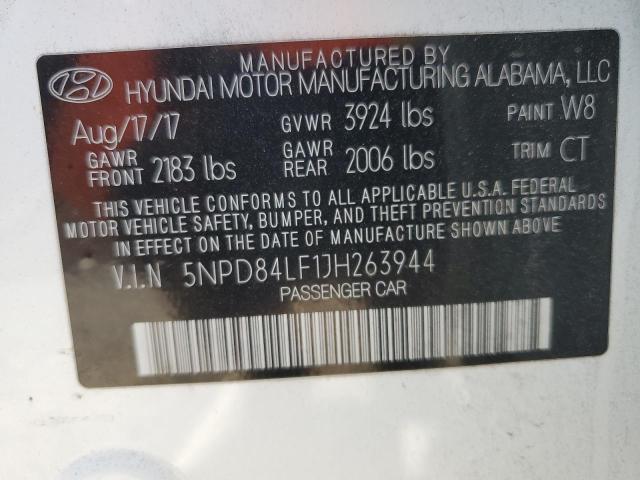 MANUFACTURED BY
HYUNDAI MOTOR MANUFACTURING ALABAMA, LLC
Aug/17/17 GVWR 3924 lbs PAINT W8
GAWR FRONT 2183 lbs GAWR REAR 2006 lbs TRIM CT
THIS VEHICLE CONFORMS TO ALL APPLICABLE U.S.A. FEDERAL
MOTOR VEHICLE SAFETY, BUMPER, AND THEFT PREVENTION STANDARDS
IN EFFECT ON THE DATE OF MANUFACTURE SHOWN ABOVE
V.I.N 5NPD84LF1JH263944
PASSENGER CAR